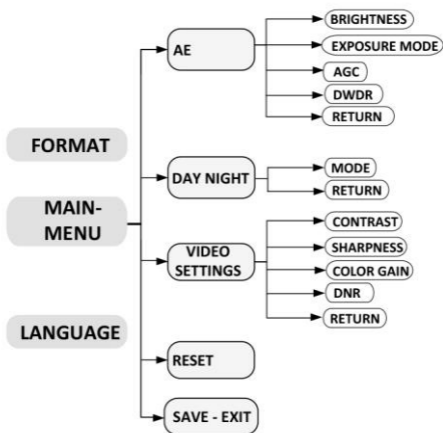 FORMAT
MAIN-
MENU
LANGUAGE
AE
BRIGHTNESS
EXPOSURE MODE
AGC
DWDR
RETURN
DAY NIGHT
MODE
RETURN
VIDEO
SETTINGS
CONTRAST
SHARPNESS
COLOR GAIN
DNR
RETURN
RESET
SAVE - EXIT